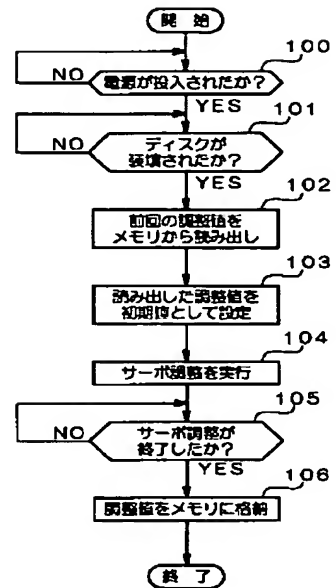 開 始
100
電源が投入されたか?
NO
YES
101
ディスクが
装填されたか?
NO
YES
102
前回の調整値を
メモリから読み出し
103
読み出した調整値を
初期値として設定
104
サーボ調整を実行
105
サーボ調整が
終了したか?
NO
YES
106
調整値をメモリに格納
終 了